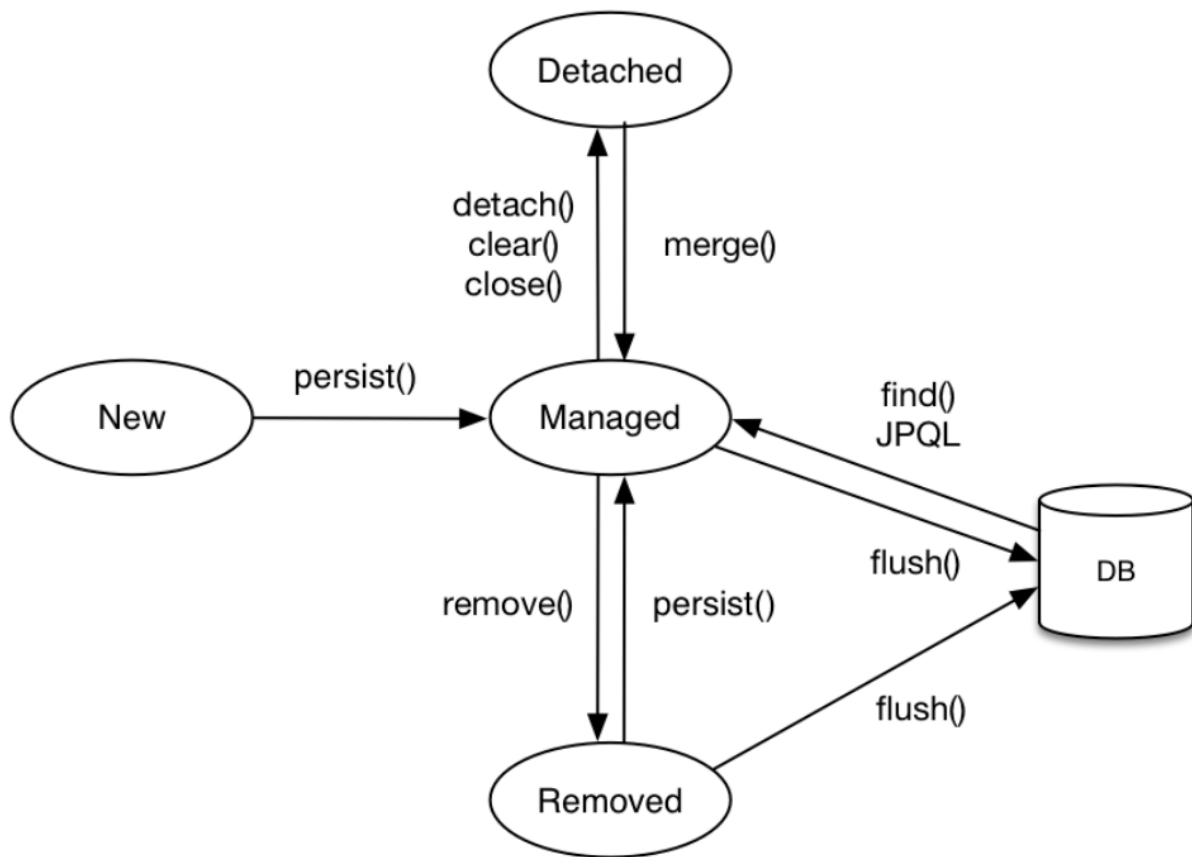 Detached
detach()
clear()
close()
merge()
persist()
New
Managed
find()
JPQL
flush()
DB
remove()
persist()
flush()
Removed